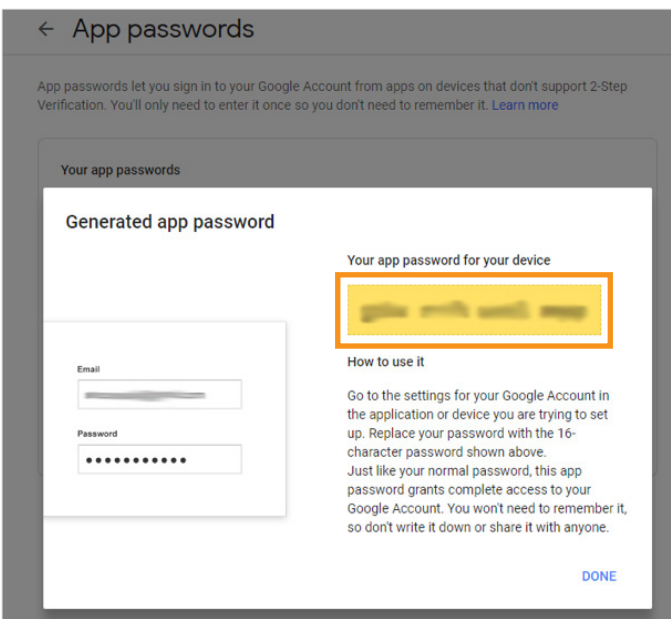 ← App passwords
App passwords let you sign in to your Google Account from apps on devices that don't support 2-Step
Verification. You'll only need to enter it once so you don't need to remember it. Learn more
Your app passwords
Generated app password
Your app password for your device
Email
Password
••••••••••••
How to use it
Go to the settings for your Google Account in
the application or device you are trying to set
up. Replace your password with the 16-
character password shown above.
Just like your normal password, this app
password grants complete access to your
Google Account. You won't need to remember it,
so don't write it down or share it with anyone.
DONE